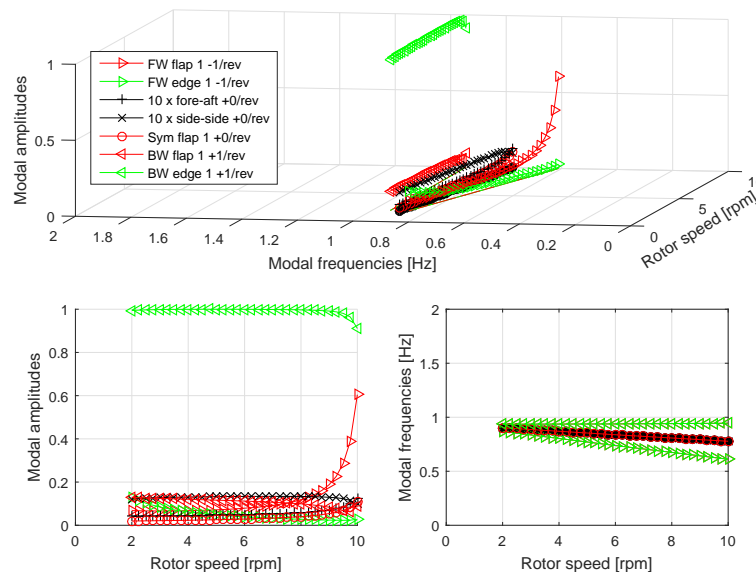 Modal amplitudes
1
0.5
0
FW flap 1 -1/rev
FW edge 1 -1/rev
10 x fore-aft +0/rev
10 x side-side +0/rev
Sym flap 1 +0/rev
BW flap 1 +1/rev
BW edge 1 +1/rev
2
1.8
1.6
1.4
1.2
1
0.8
0.6
0.4
0.2
0
Modal frequencies [Hz]
0
5
1
Rotor speed [rpm]
Modal amplitudes
1
0.8
0.6
0.4
0.2
0
0
2
4
6
8
10
Rotor speed [rpm]
Modal frequencies [Hz]
2
1.5
1
0.5
0
0
2
4
6
8
10
Rotor speed [rpm]